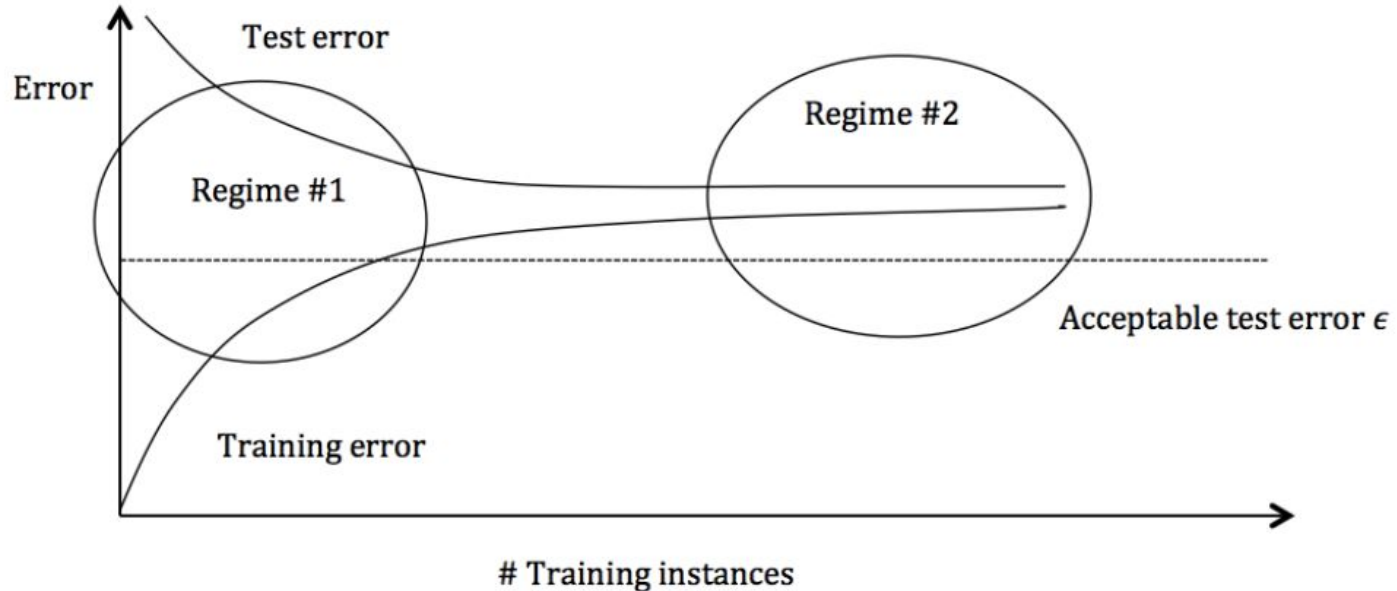 Test error
Error
Regime #2
Regime #1
Acceptable test error ϵ
Training error
# Training instances